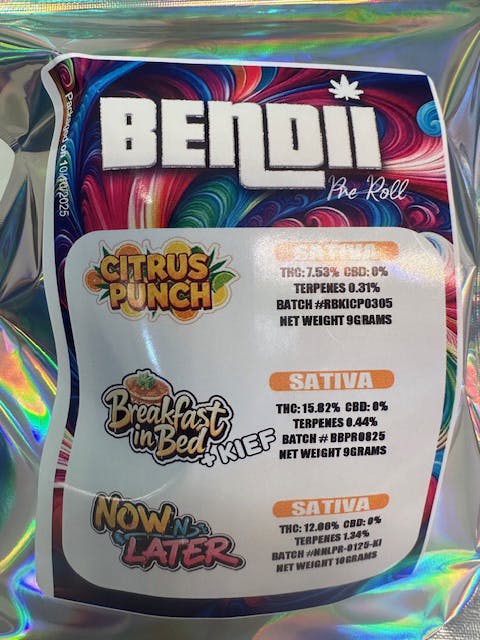 Packaged on 10/10/2025
BENDII
Pre Roll
CITRUS
PUNCH
SATIVA
THC: 7.53% CBD: 0%
TERPENES 0.31%
BATCH #RBKICP0305
NET WEIGHT 9GRAMS
Breakfast
in Bed
+ KIEF
SATIVA
THC: 15.82% CBD: 0%
TERPENES 0.44%
BATCH # BBPR0825
NET WEIGHT 9GRAMS
NOW N
LATER
SATIVA
THC: 12.06% CBD: 0%
TERPENES 1.34%
BATCH #NNLPR-0125-KI
NET WEIGHT 10GRAMS